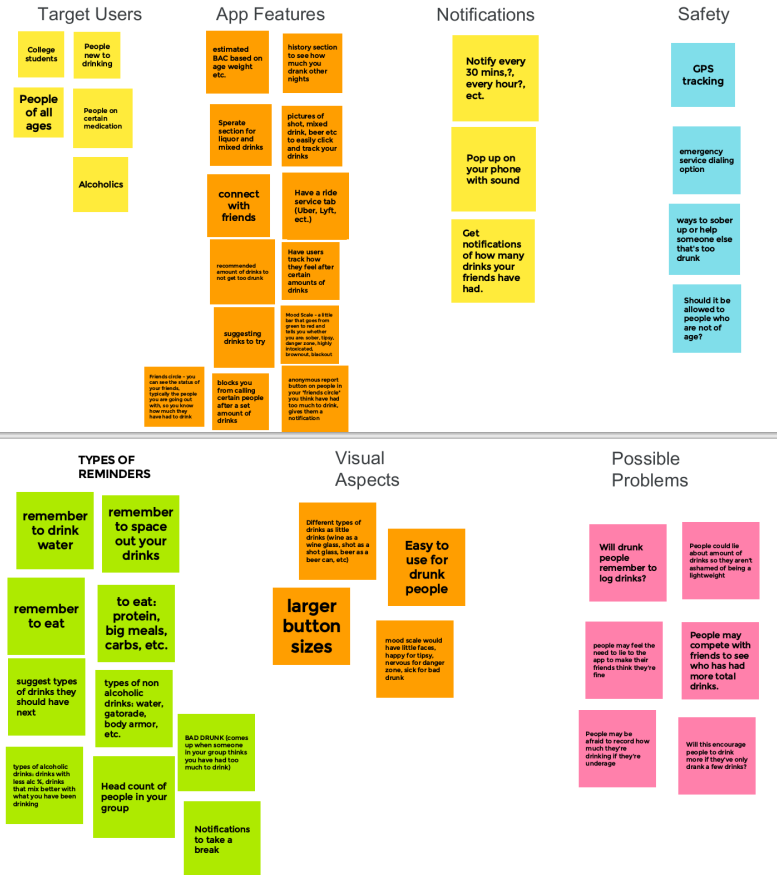 Target Users
College
students
People
new to
drinking
People
of all
ages
People on
certain
medication
Alcoholics
App Features
estimated
BAC based on
age weight
etc.
history section
to see how
much you
drank other
nights
Sperate
section for
liquor and
mixed drinks
pictures of
shot, mixed
drink, beer etc
to easily click
and track your
drinks
connect
with
friends
Have a ride
service tab
(Uber, Lyft,
ect.)
recommended
amount of drinks to
not get too drunk
Have users
track how
they feel after
certain
amounts of
drinks
suggesting
drinks to try
Mood Scale - a little
bar that goes from
green to red and
tells you whether
you are: sober, tipsy,
danger zone, highly
intoxicated,
brownout, blackout
Friends circle - you
can see the status of
your friends,
typically the people
you are going out
with, so you know
how much they
have had to drink
blocks you
from calling
certain people
after a set
amount of
drinks
anonymous report
button on people in
your "friends circle"
you think have had
too much to drink,
gives them a
notification
Notifications
Notify every
30 mins,?,
every hour?,
ect.
Pop up on
your phone
with sound
Get
notifications
of how many
drinks your
friends have
had.
Safety
GPS
tracking
emergency
service dialing
option
ways to sober
up or help
someone else
that's too
drunk
Should it be
allowed to
people who
are not of
age?
TYPES OF
REMINDERS
remember
to drink
water
remember
to space
out your
drinks
remember
to eat
to eat:
protein,
big meals,
carbs, etc.
suggest types
of drinks they
should have
next
types of non
alcoholic
drinks: water,
gatorade,
body armor,
etc.
BAD DRUNK (comes
up when someone
in your group thinks
you have had too
much to drink)
types of alcoholic
drinks: drinks with
less alc %, drinks
that mix better with
what you have been
drinking
Head count of
people in your
group
Notifications
to take a
break
Visual
Aspects
Different types of
drinks as little
drinks (wine as a
wine glass, shot as a
shot glass, beer as a
beer can, etc)
Easy to
use for
drunk
people
larger
button
sizes
mood scale would
have little faces,
happy for tipsy,
nervous for danger
zone, sick for bad
drunk
Possible
Problems
Will drunk
people
remember to
log drinks?
People could lie
about amount of
drinks so they aren't
ashamed of being a
lightweight
people may feel the
need to lie to the
app to make their
friends think they're
fine
People may
compete with
friends to see
who has had
more total
drinks.
People may be
afraid to record how
much they're
drinking if they're
underage
Will this encourage
people to drink
more if they've only
drank a few drinks?